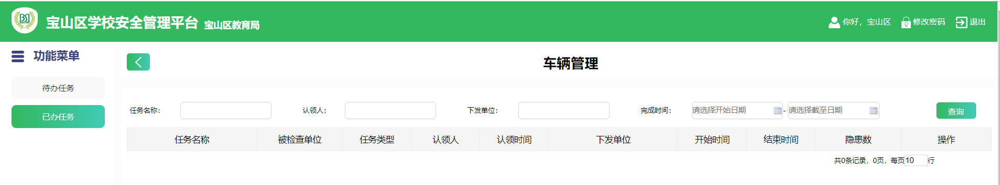 宝山区学校安全管理平台 宝山区教育局
你好，宝山区 修改密码 退出
功能菜单
待办任务
已办任务
车辆管理
任务名称： 认领人： 下发单位： 完成时间： 请选择开始日期 - 请选择截至日期 查询
任务名称 被检查单位 任务类型 认领人 认领时间 下发单位 开始时间 结束时间 隐患数 操作
共0条记录，0页，每页10行